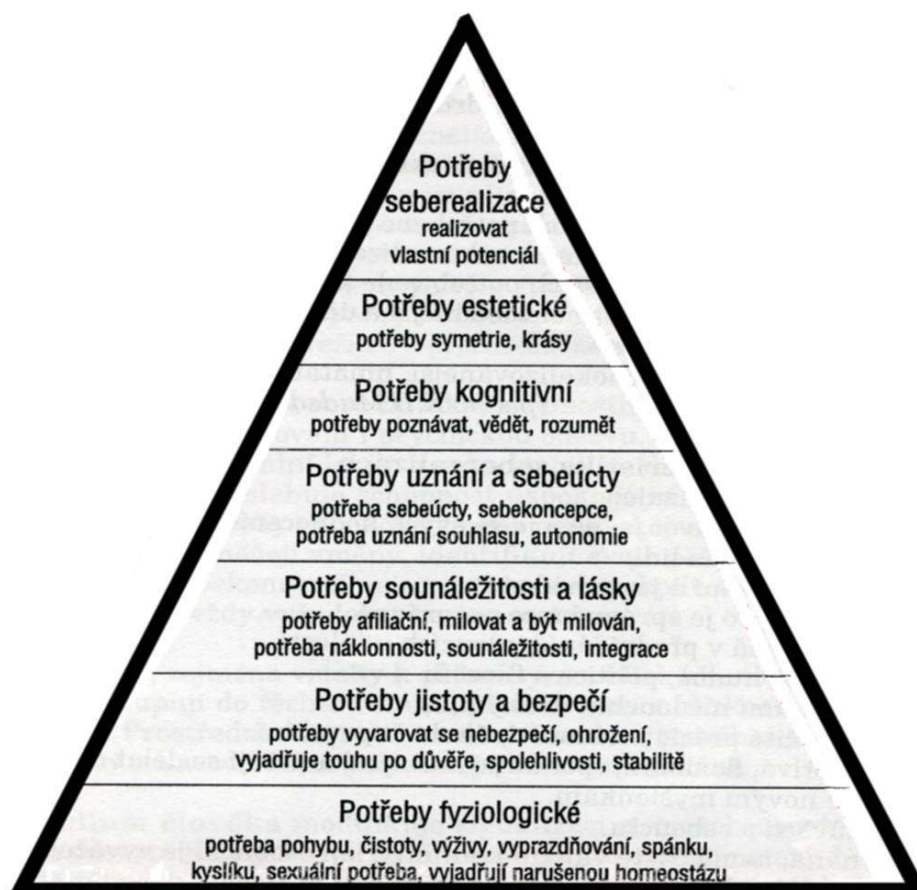 Potřeby
seberealizace
realizovat
vlastní potenciál
Potřeby estetické
potřeby symetrie, krásy
Potřeby kognitivní
potřeby poznávat, vědět, rozumět
Potřeby uznání a sebeúcty
potřeba sebeúcty, sebekoncepce,
potřeba uznání souhlasu, autonomie
Potřeby sounáležitosti a lásky
potřeby afiliační, milovat a být milován,
potřeba náklonnosti, sounáležitosti, integrace
Potřeby jistoty a bezpečí
potřeby vyvarovat se nebezpečí, ohrožení,
vyjadřuje touhu po důvěře, spolehlivosti, stabilitě
Potřeby fyziologické
potřeba pohybu, čistoty, výživy, vyprazdňování, spánku,
kyslíku, sexuální potřeba, vyjadřují narušenou homeostázu